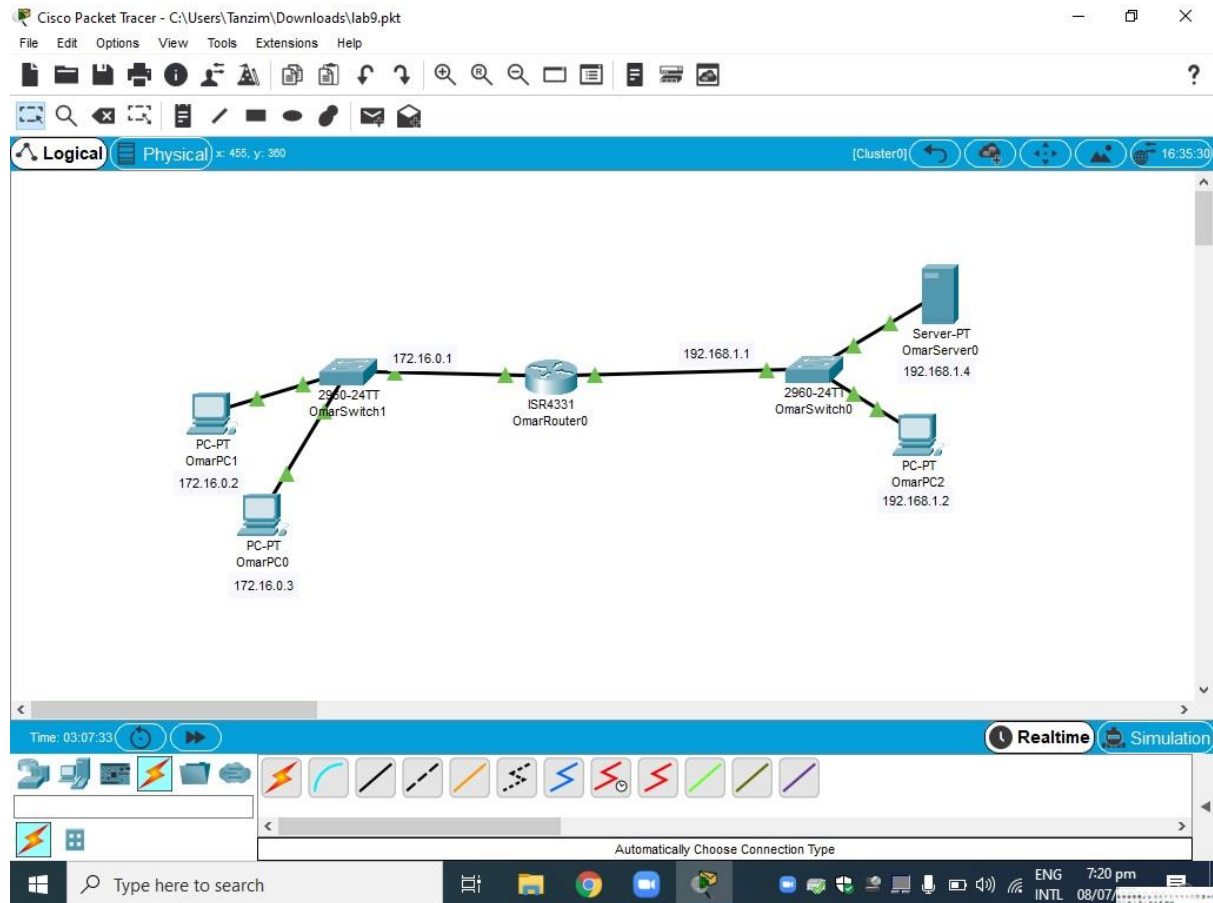 Cisco Packet Tracer - C:\Users\Tanzim\Downloads\lab9.pkt
File Edit Options View Tools Extensions Help
Logical Physical x: 455, y: 360 [Cluster0] 16:35:30
Server-PT
OmarServer0
192.168.1.4
172.16.0.1
192.168.1.1
2960-24TT
OmarSwitch1
ISR4331
OmarRouter0
2960-24TT
OmarSwitch0
PC-PT
OmarPC1
172.16.0.2
PC-PT
OmarPC2
192.168.1.2
PC-PT
OmarPC0
172.16.0.3
Time: 03:07:33 Realtime Simulation
Automatically Choose Connection Type
Type here to search
ENG 7:20 pm
INTL 08/07/